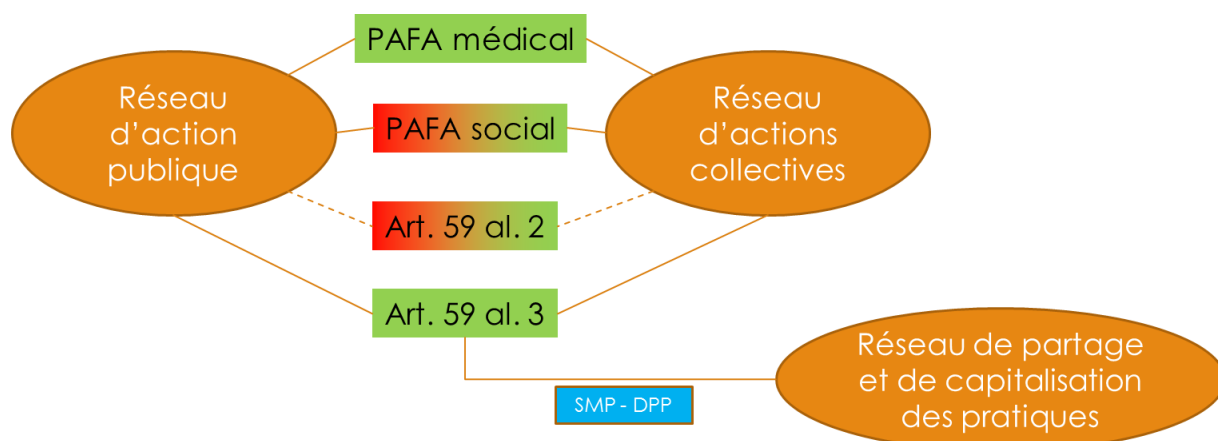 PAFA médical
Réseau
d'action
publique
PAFA social
Réseau
d'actions
collectives
Art. 59 al. 2
Art. 59 al. 3
Réseau de partage
et de capitalisation
des pratiques
SMP - DPP